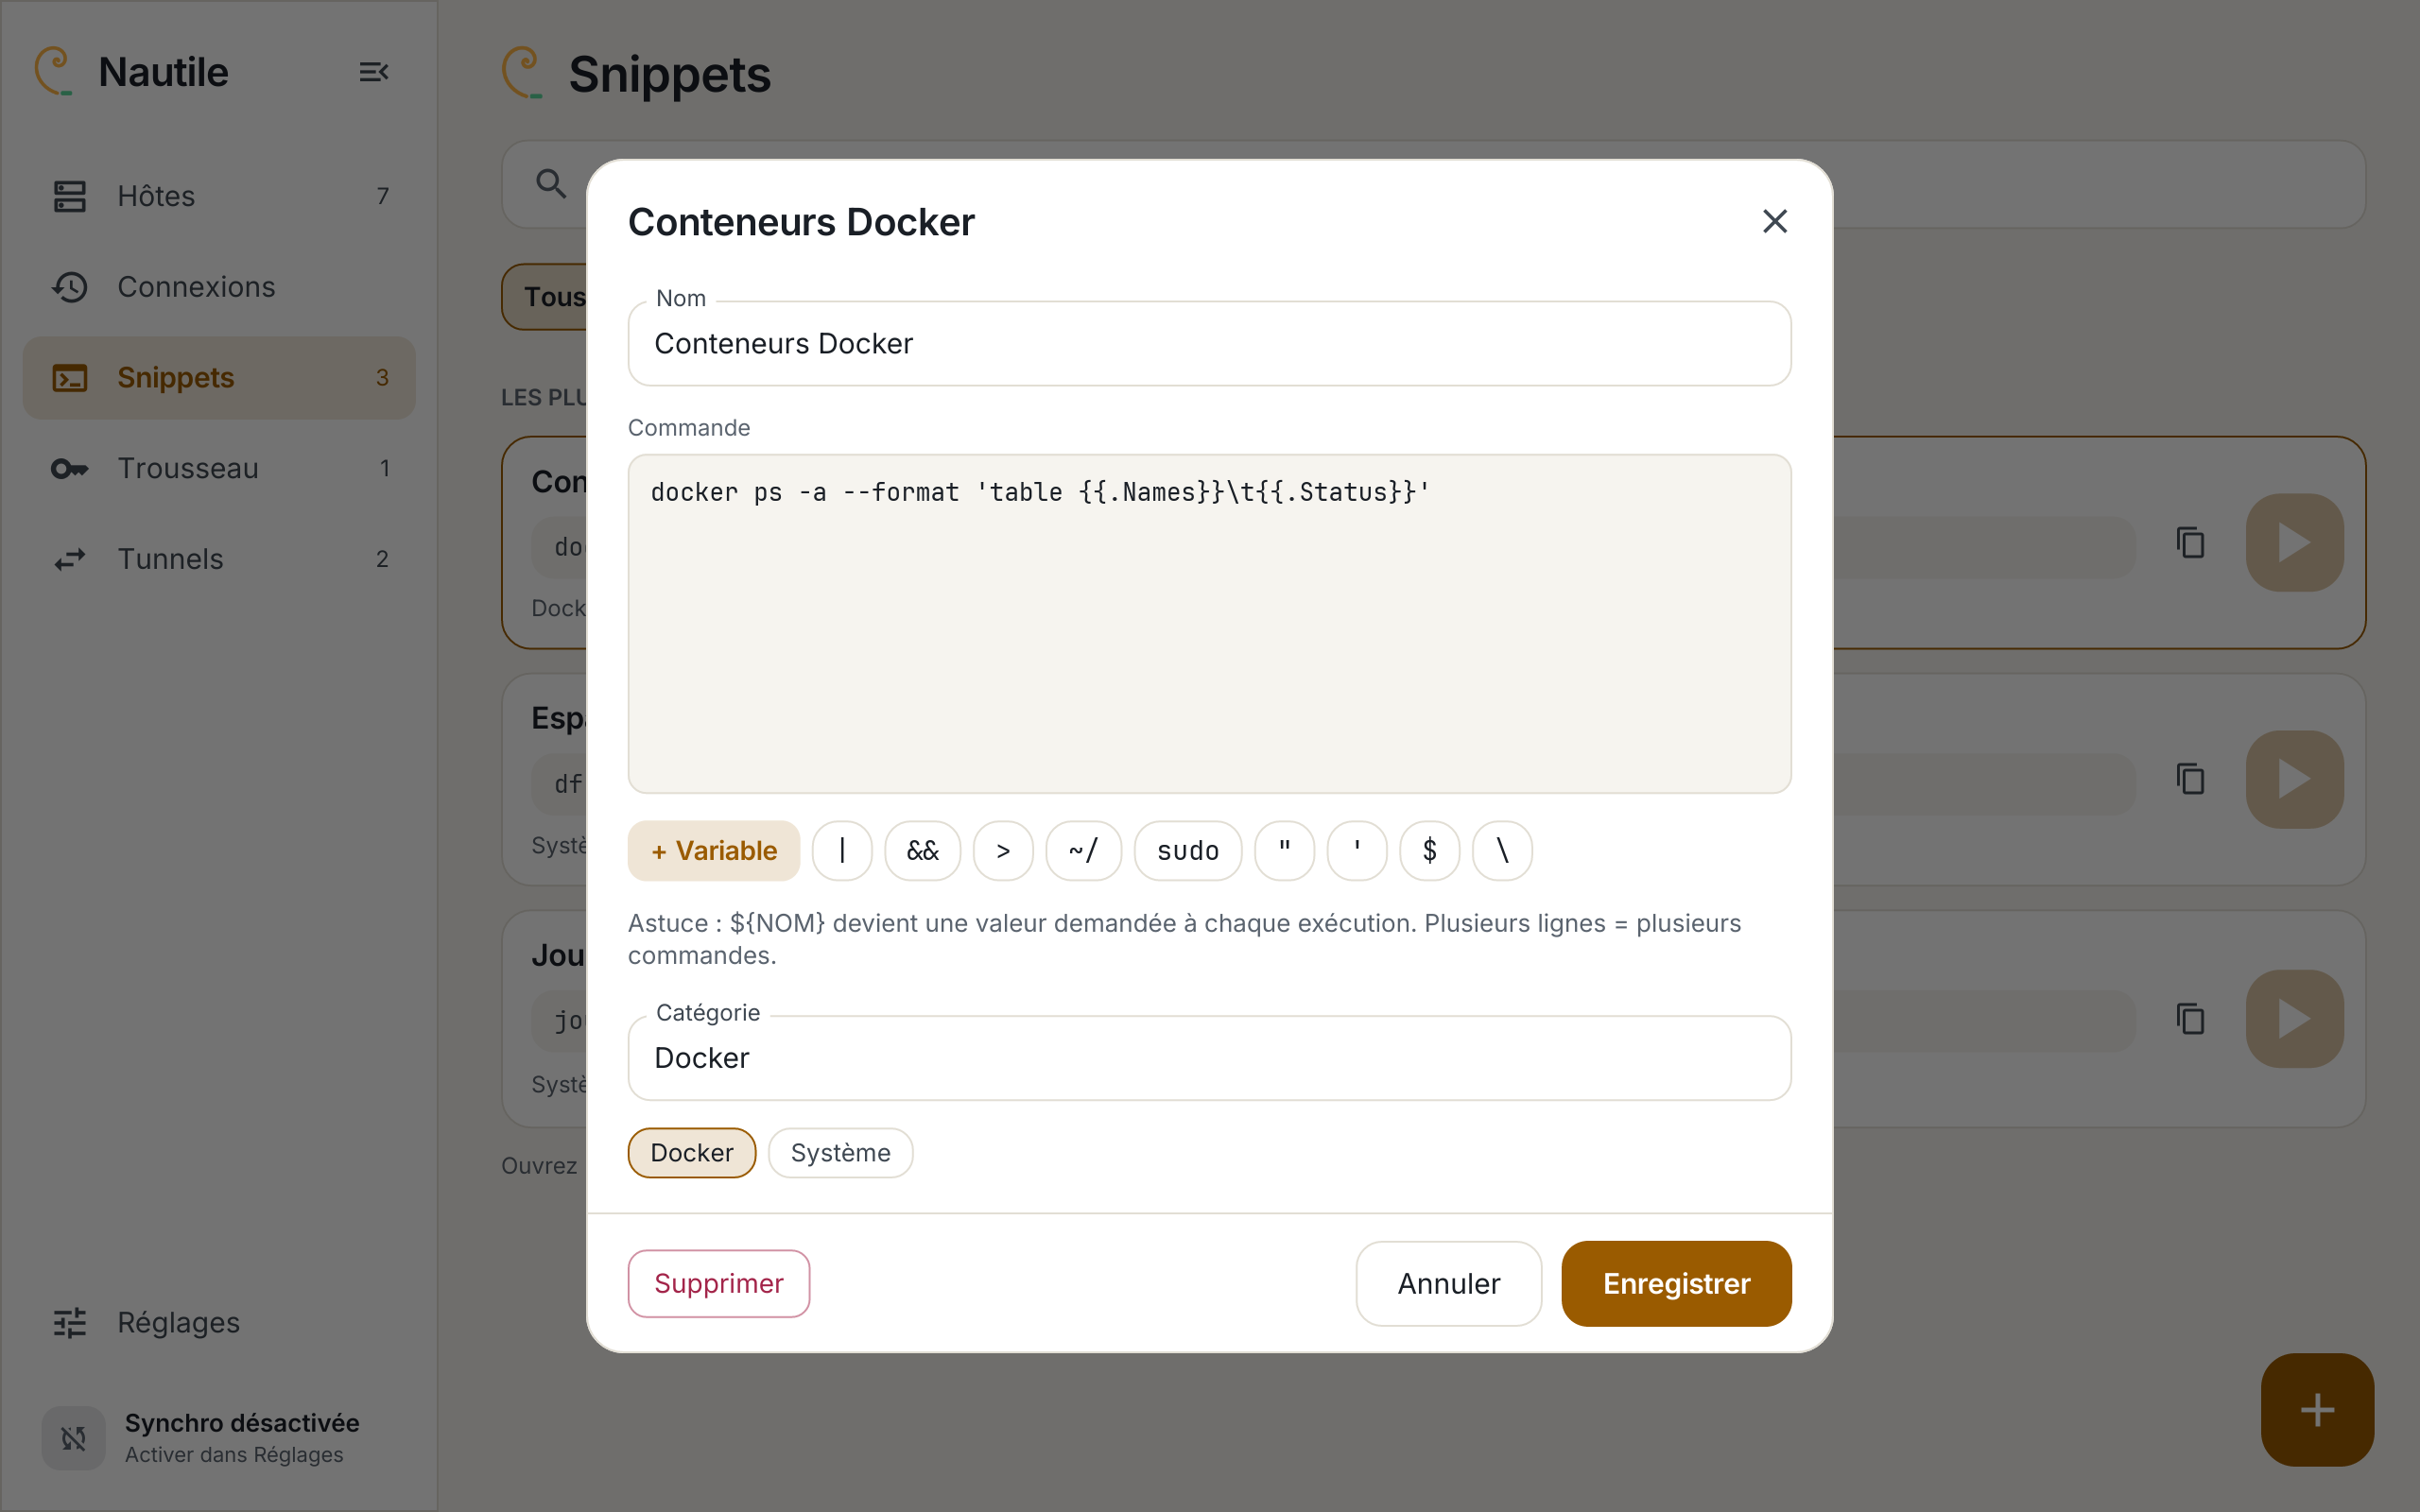 Nautile
Hôtes 7
Connexions
Snippets 3
Trousseau 1
Tunnels 2
Réglages
Synchro désactivée
Activer dans Réglages
Snippets
Tous
LES PLU
Con
do
Dock
Esp
df
Systè
Jou
jo
Systè
Ouvrez
Conteneurs Docker
Nom
Conteneurs Docker
Commande
docker ps -a --format 'table {{.Names}}\t{{.Status}}'
+ Variable | && > ~/ sudo " ' $ \
Astuce : ${NOM} devient une valeur demandée à chaque exécution. Plusieurs lignes = plusieurs
commandes.
Catégorie
Docker
Docker Système
Supprimer Annuler Enregistrer